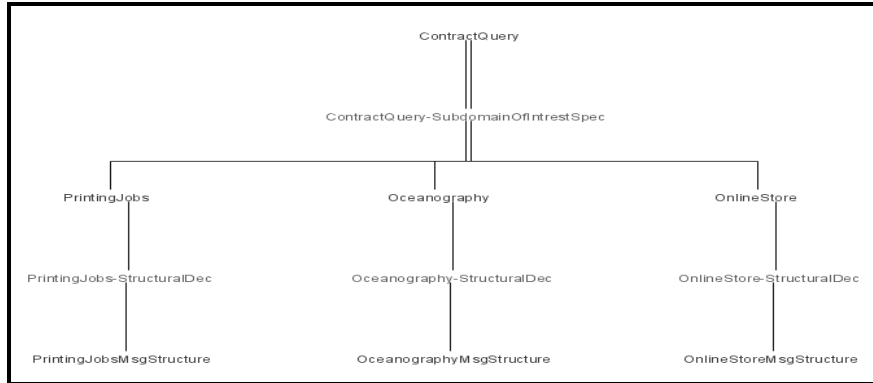 ContractQuery
ContractQuery-SubdomainOfIntrestSpec
PrintingJobs Oceanography OnlineStore
PrintingJobs-StructuralDec Oceanography-StructuralDec OnlineStore-StructuralDec
PrintingJobsMsgStructure OceanographyMsgStructure OnlineStoreMsgStructure